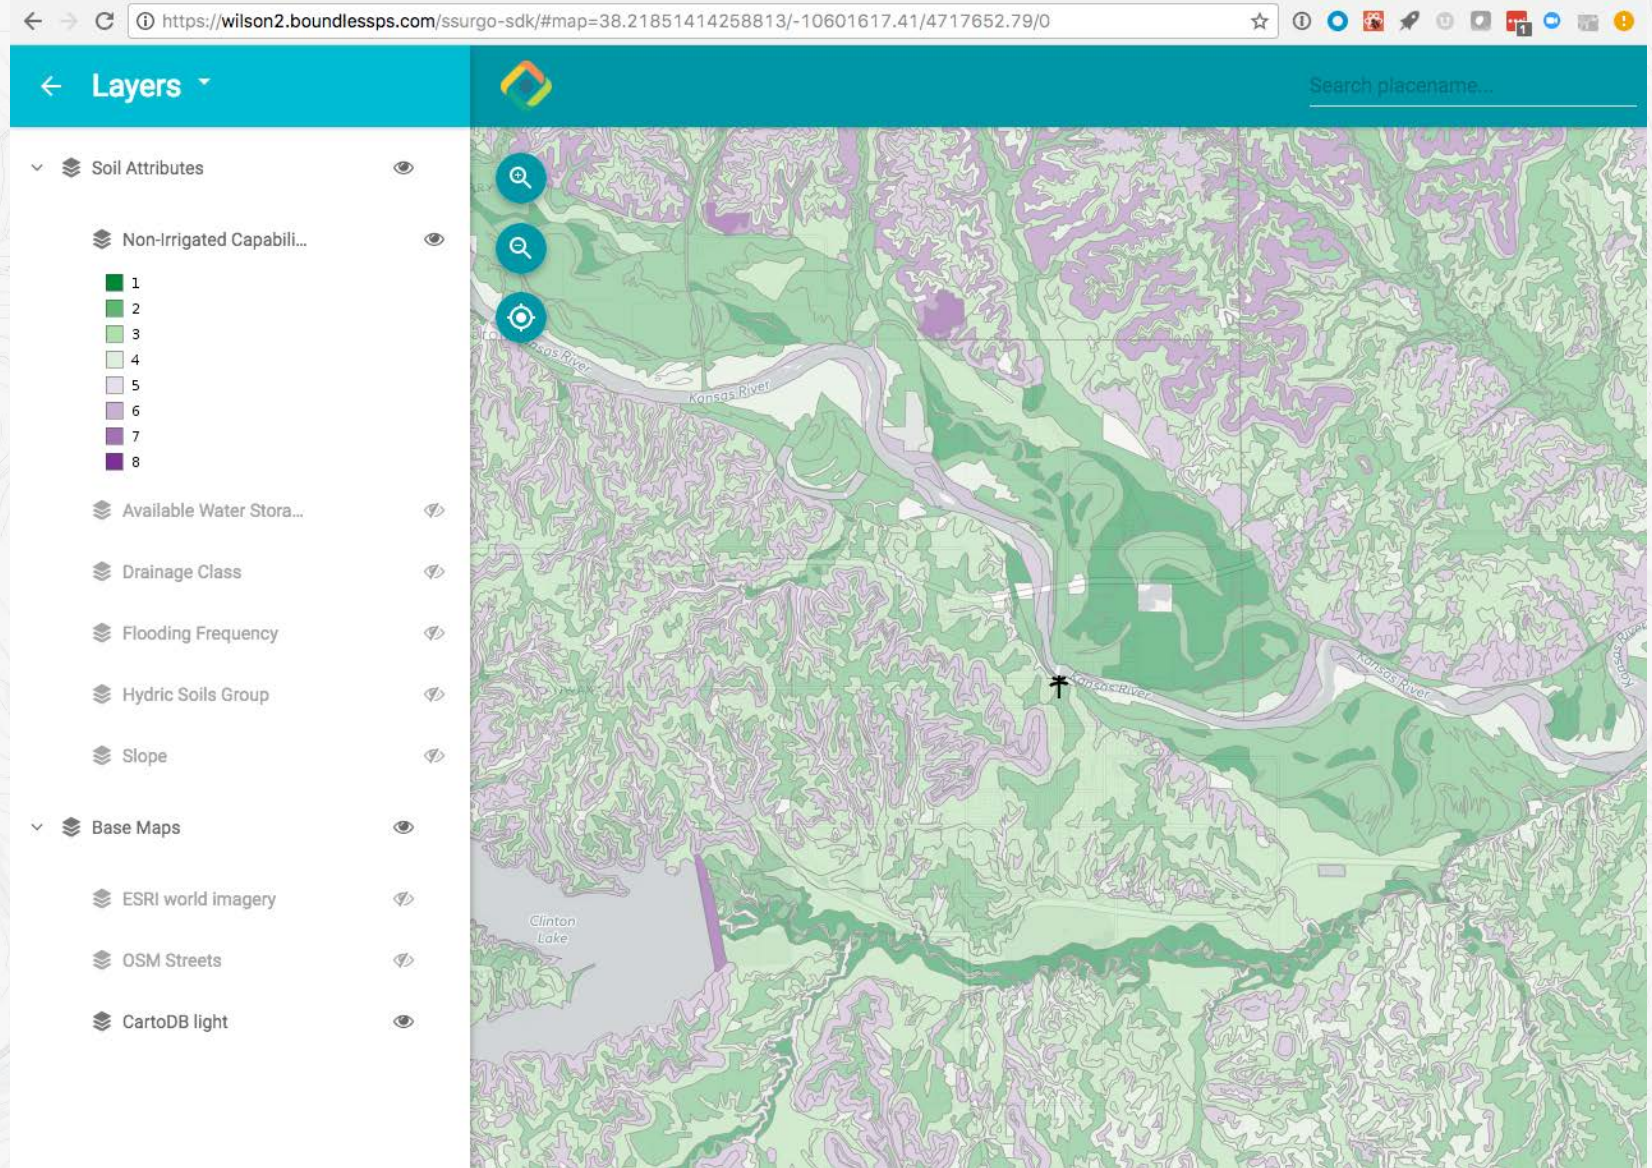 https://wilson2.boundlessps.com/ssurgo-sdk/#map=38.21851414258813/-10601617.41/4717652.79/0
1
Layers
Search placename...
Soil Attributes
Non-Irrigated Capabili...
1
2
3
4
5
6
7
8
Available Water Stora...
Drainage Class
Flooding Frequency
Hydric Soils Group
Slope
Base Maps
ESRI world imagery
OSM Streets
CartoDB light
Kansas River
Kansas River
Kansas River
Kansas River
Clinton
Lake